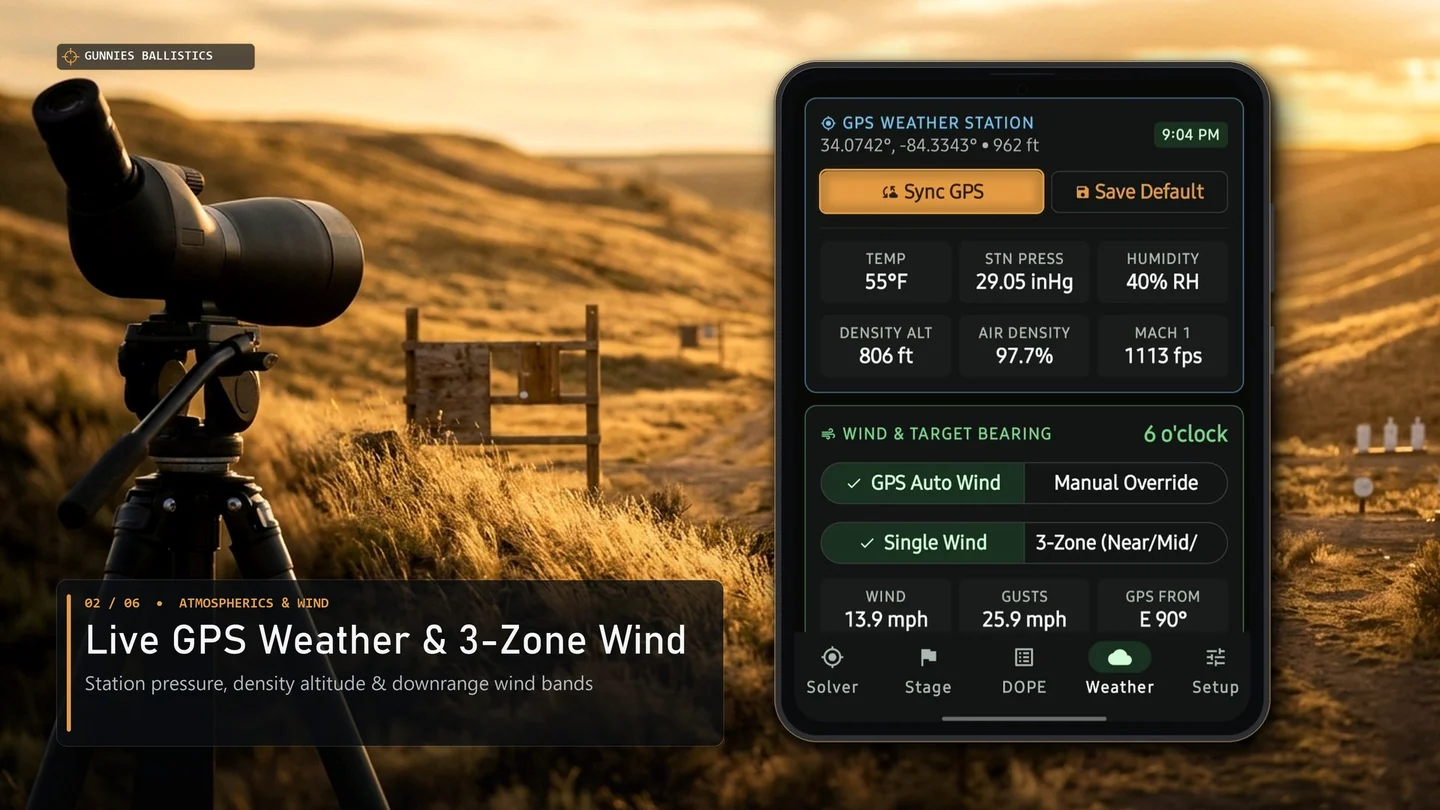 GUNNIES BALLISTICS
GPS WEATHER STATION
34.0742°, -84.3343° • 962 ft
9:04 PM
Sync GPS
Save Default
TEMP
55°F
STN PRESS
29.05 inHg
HUMIDITY
40% RH
DENSITY ALT
806 ft
AIR DENSITY
97.7%
MACH 1
1113 fps
WIND & TARGET BEARING
6 o'clock
GPS Auto Wind
Manual Override
Single Wind
3-Zone (Near/Mid/
WIND
13.9 mph
GUSTS
25.9 mph
GPS FROM
E 90°
Solver
Stage
DOPE
Weather
Setup
02 / 06 • ATMOSPHERICS & WIND
Live GPS Weather & 3-Zone Wind
Station pressure, density altitude & downrange wind bands